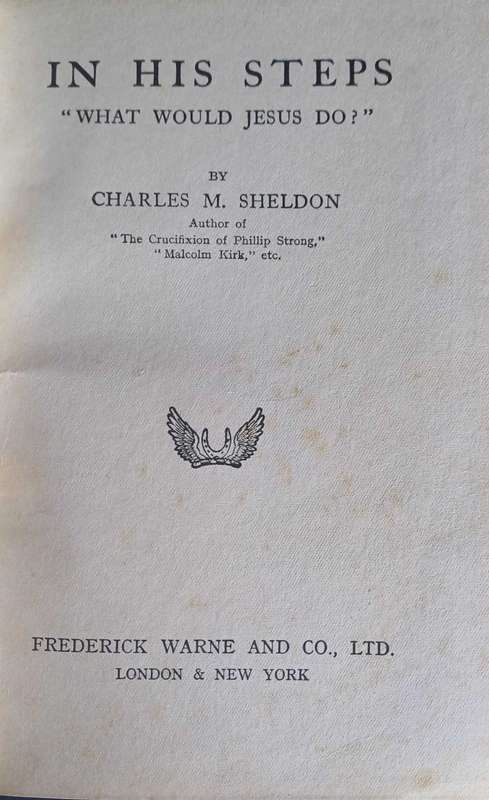 IN HIS STEPS
“WHAT WOULD JESUS DO?”
BY
CHARLES M. SHELDON
Author of
“The Crucifixion of Phillip Strong,”
“Malcolm Kirk,” etc.
FREDERICK WARNE AND CO., LTD.
LONDON & NEW YORK